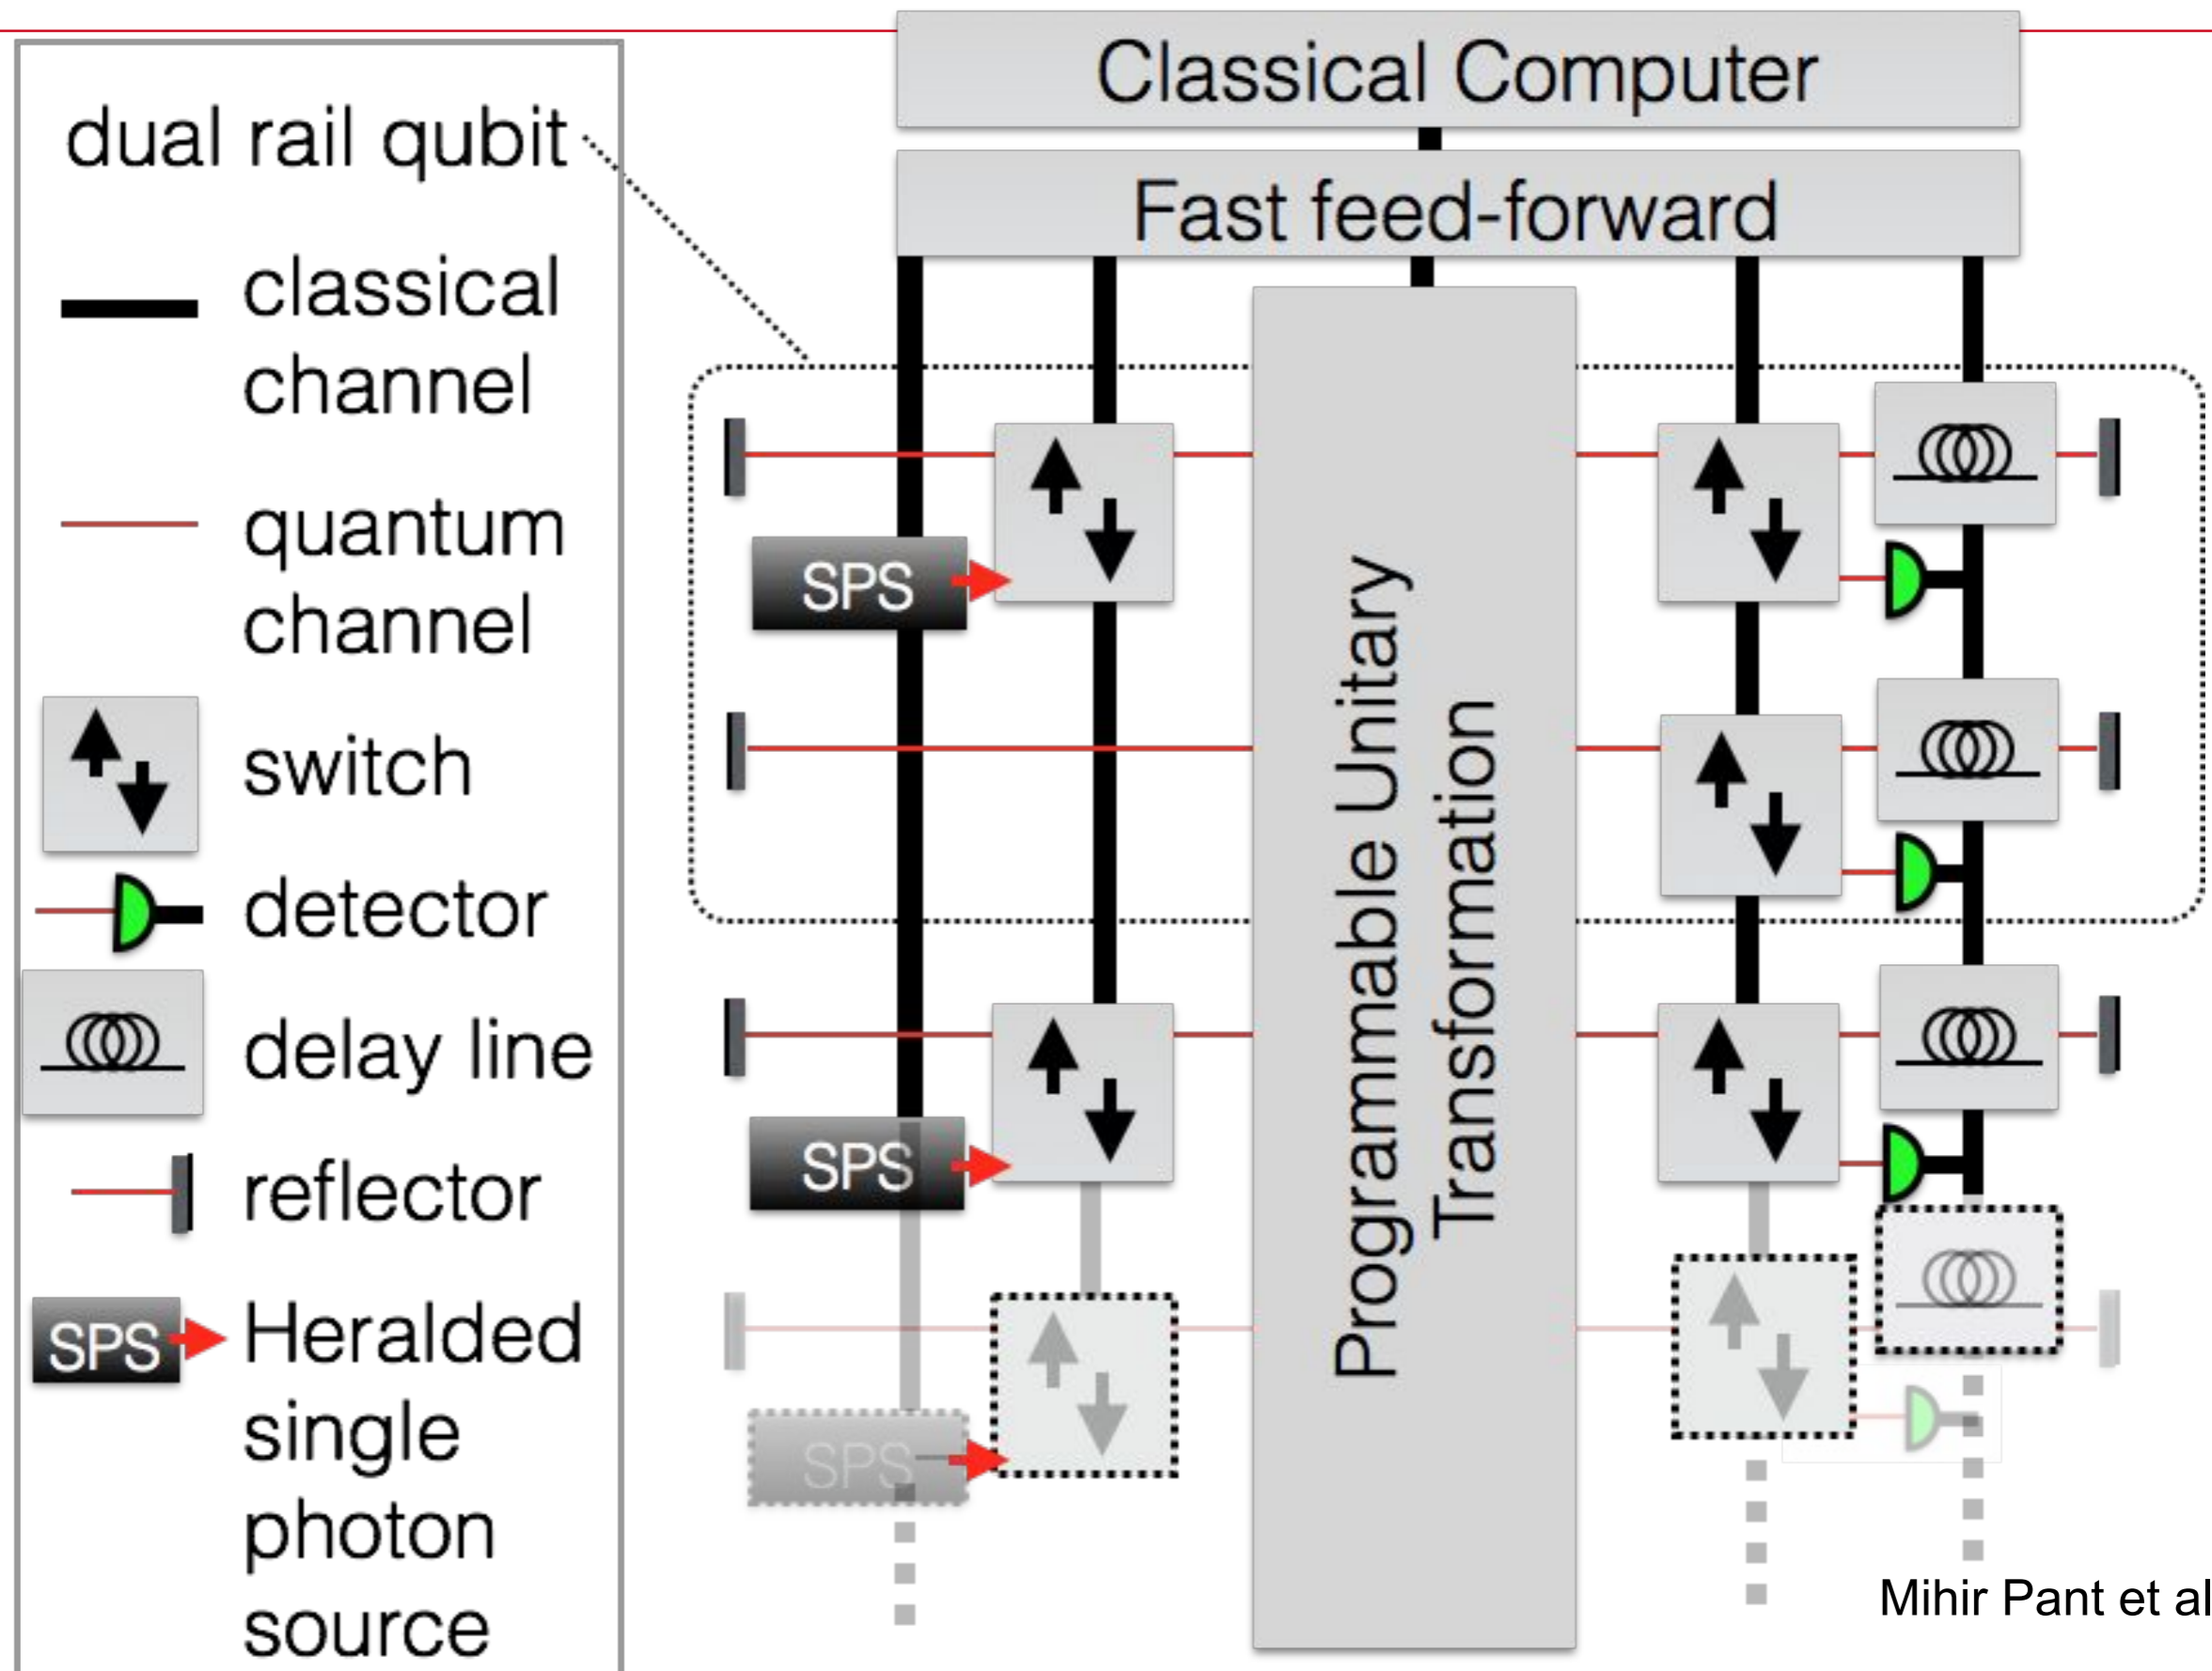 dual rail qubit
classical
channel
quantum
channel
switch
detector
delay line
reflector
SPS
Heralded
single
photon
source
Classical Computer
Fast feed-forward
SPS
SPS
SPS
Programmable Unitary
Transformation
Mihir Pant et al